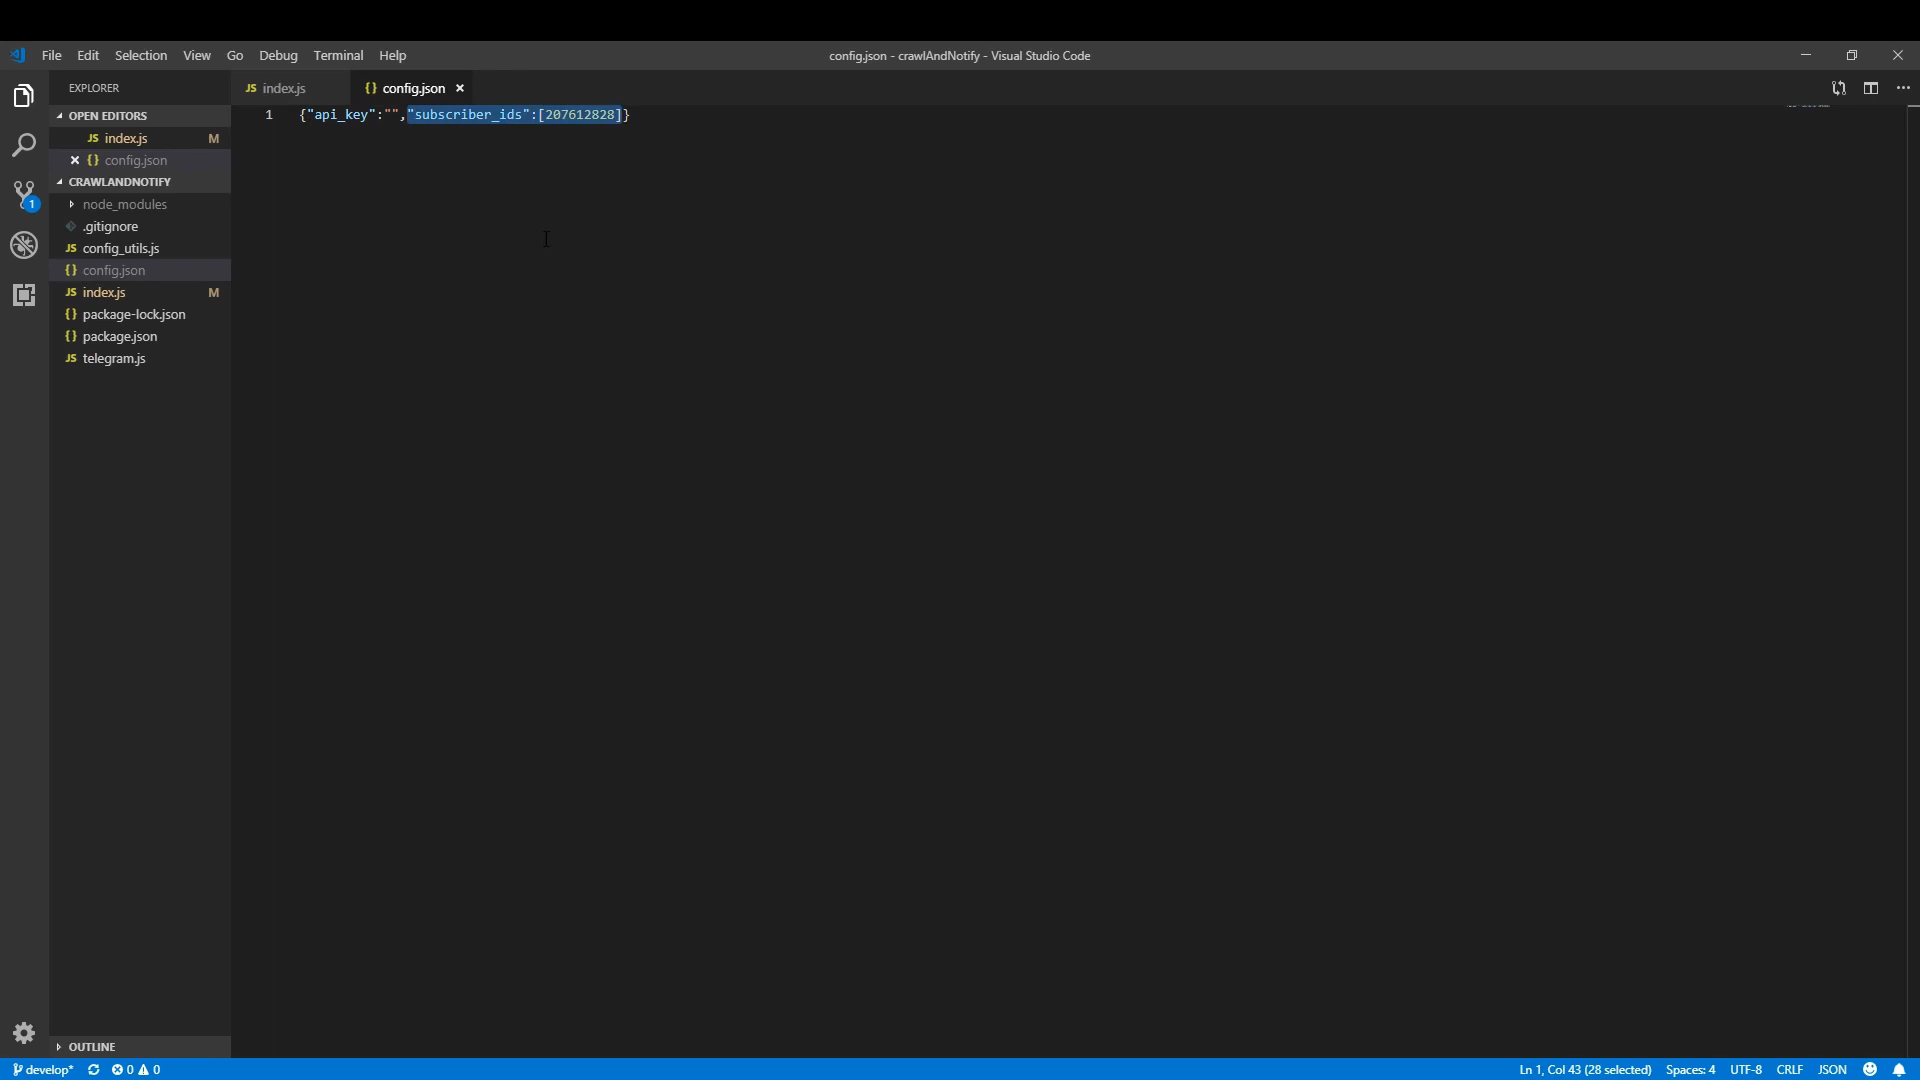 File Edit Selection View Go Debug Terminal Help
config.json - crawlAndNotify - Visual Studio Code
EXPLORER
OPEN EDITORS
JS index.js M
{} config.json
CRAWLANDNOTIFY
node_modules
.gitignore
JS config_utils.js
{} config.json
JS index.js M
{} package-lock.json
{} package.json
JS telegram.js
OUTLINE
1
JS index.js
{} config.json
1 {"api_key":"","subscriber_ids":[207612828]}
develop* 0 0
Ln 1, Col 43 (28 selected) Spaces: 4 UTF-8 CRLF JSON